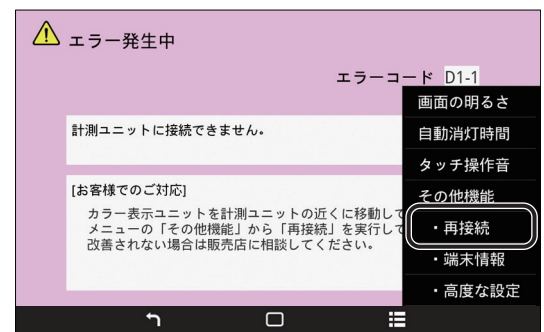 エラー発生中
エラーコード D1-1
計測ユニットに接続できません。
[お客様でのご対応]
カラー表示ユニットを計測ユニットの近くに移動して
メニューの「その他機能」から「再接続」を実行して
改善されない場合は販売店に相談してください。
画面の明るさ
自動消灯時間
タッチ操作音
その他機能
・再接続
・端末情報
・高度な設定